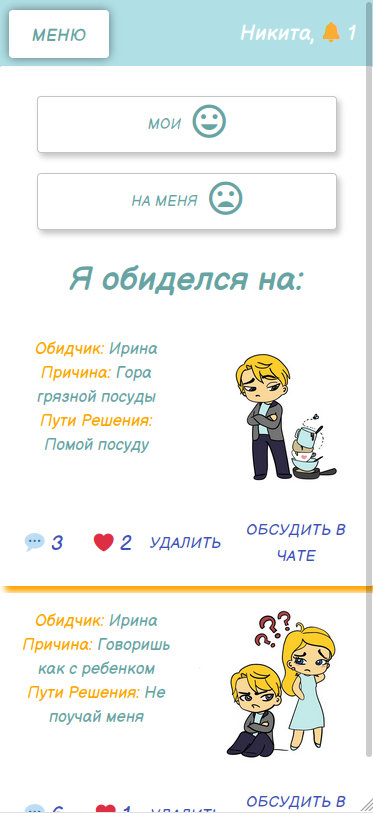 МЕНЮ
Никита, 1
МОИ
НА МЕНЯ
Я обиделся на:
Обидчик: Ирина
Причина: Гора
грязной посуды
Пути Решения:
Помой посуду
3 2 УДАЛИТЬ ОБСУДИТЬ В
ЧАТЕ
Обидчик: Ирина
Причина: Говоришь
как с ребенком
Пути Решения: Не
поучай меня
6 1 УДАЛИТЬ ОБСУДИТЬ В